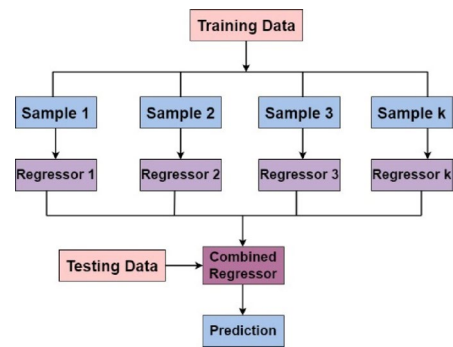 Training Data
Sample 1
Sample 2
Sample 3
Sample k
Regressor 1
Regressor 2
Regressor 3
Regressor k
Testing Data
Combined
Regressor
Prediction